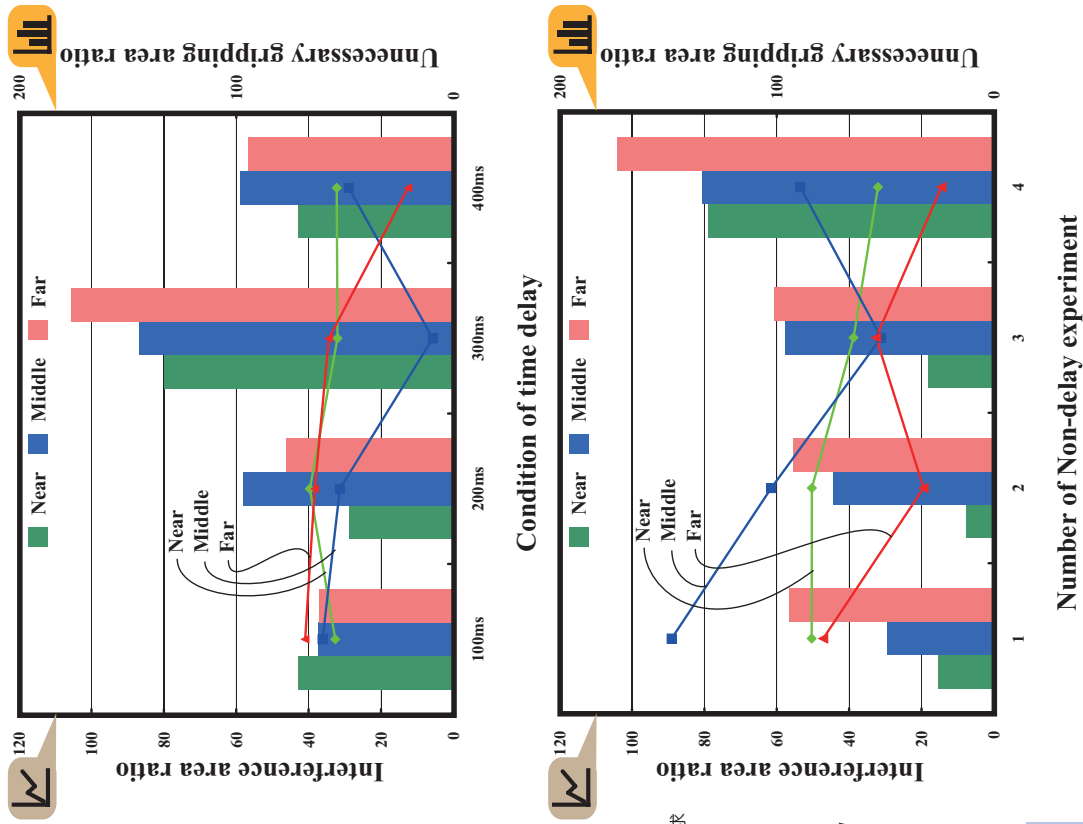 Near Middle Far
Interference area ratio
120
100
80
60
40
20
0
Unnecessary gripping area ratio
200
100
0
Near
Middle
Far
100ms 200ms 300ms 400ms
Condition of time delay
Near Middle Far
Interference area ratio
120
100
80
60
40
20
0
Unnecessary gripping area ratio
200
100
0
Near
Middle
Far
1 2 3 4
Number of Non-delay experiment